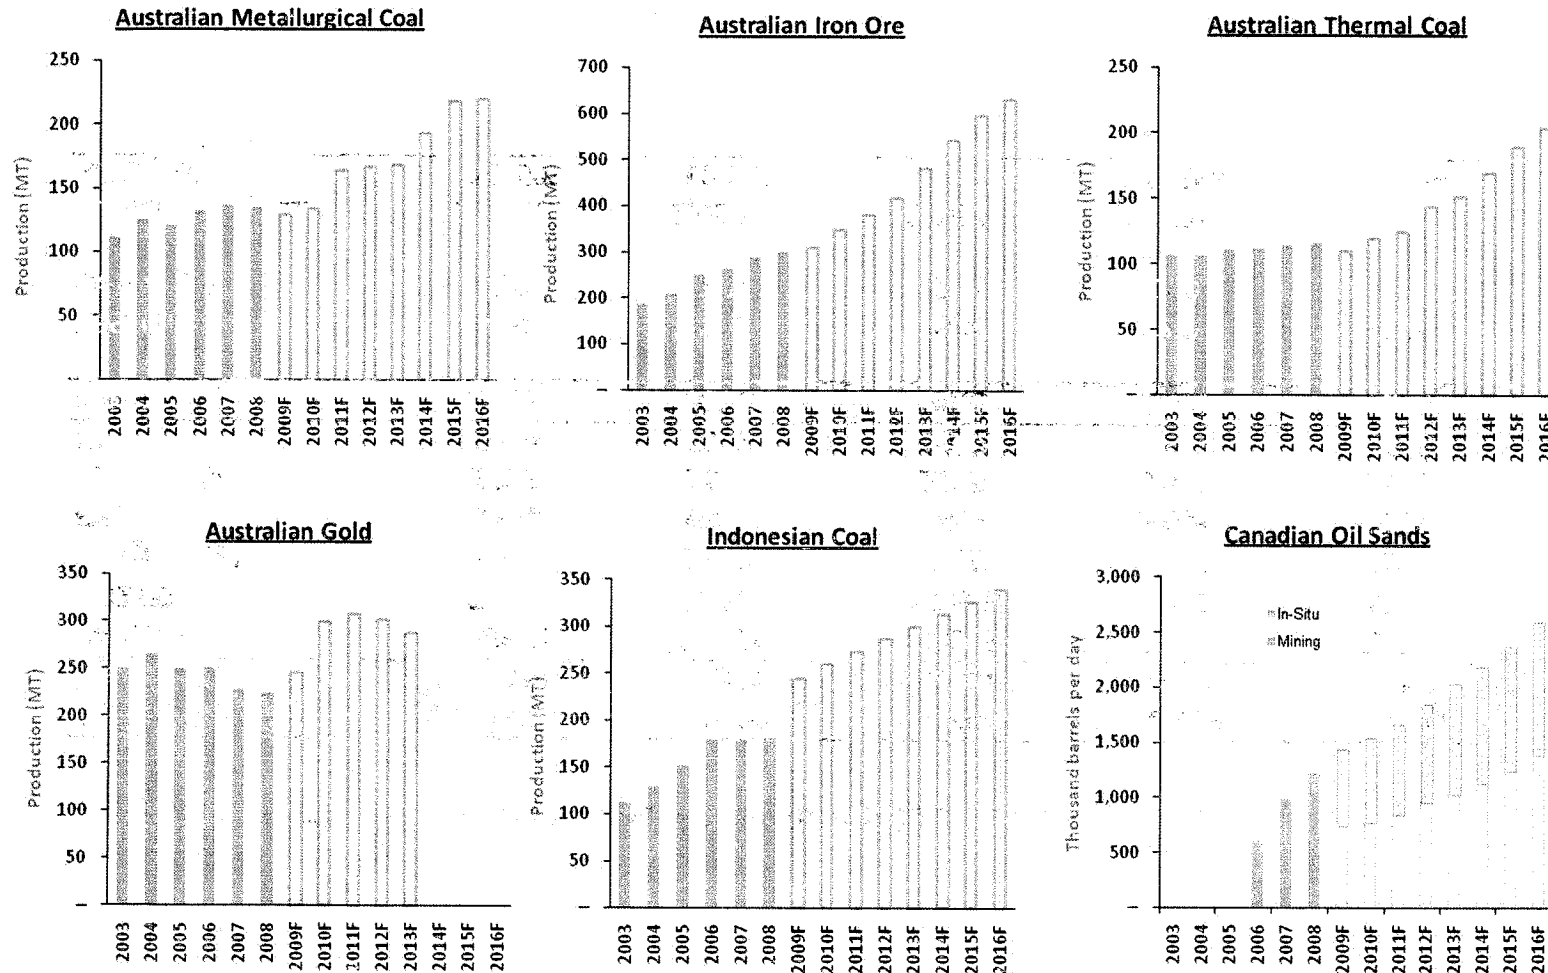 Australian Metallurgical Coal
Production (MT)
250
200
150
100
50
2003 2004 2005 2006 2007 2008 2009F 2010F 2011F 2012F 2013F 2014F 2015F 2016F
Australian Iron Ore
Production (MT)
700
600
500
400
300
200
100
–
2003 2004 2005 2006 2007 2008 2009F 2010F 2011F 2012F 2013F 2014F 2015F 2016F
Australian Thermal Coal
Production (MT)
250
200
150
100
50
–
2003 2004 2005 2006 2007 2008 2009F 2010F 2011F 2012F 2013F 2014F 2015F 2016F
Australian Gold
Production (MT)
350
300
250
200
150
100
50
–
2003 2004 2005 2006 2007 2008 2009F 2010F 2011F 2012F 2013F 2014F 2015F 2016F
Indonesian Coal
Production (MT)
350
300
250
200
150
100
50
–
2003 2004 2005 2006 2007 2008 2009F 2010F 2011F 2012F 2013F 2014F 2015F 2016F
Canadian Oil Sands
Thousand barrels per day
3,000
2,500
2,000
1,500
1,000
500
–
In-Situ
Mining
2003 2004 2005 2006 2007 2008 2009F 2010F 2011F 2012F 2013F 2014F 2015F 2016F